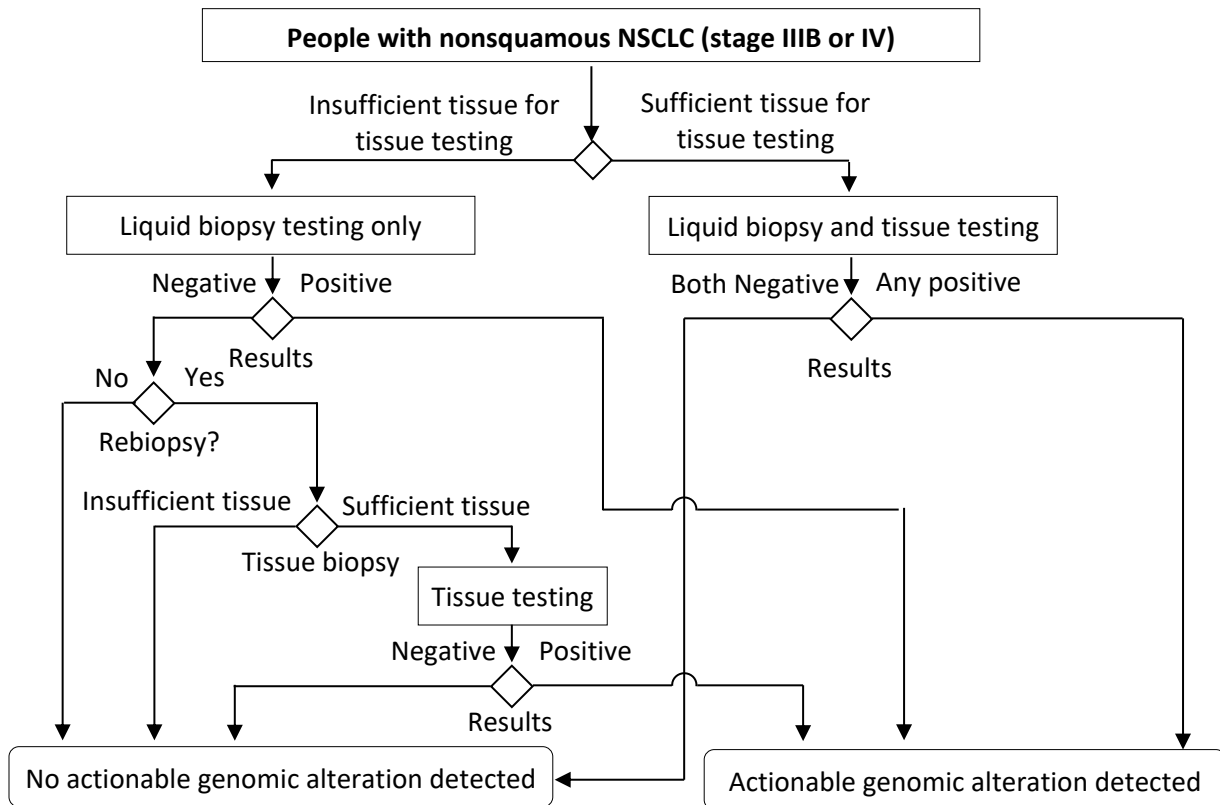 People with nonsquamous NSCLC (stage IIIB or IV)
Insufficient tissue for
tissue testing
Sufficient tissue for
tissue testing
Liquid biopsy testing only
Liquid biopsy and tissue testing
Negative
Positive
Both Negative
Any positive
Results
Results
No
Yes
Rebiopsy?
Insufficient tissue
Sufficient tissue
Tissue biopsy
Tissue testing
Negative
Positive
Results
No actionable genomic alteration detected
Actionable genomic alteration detected